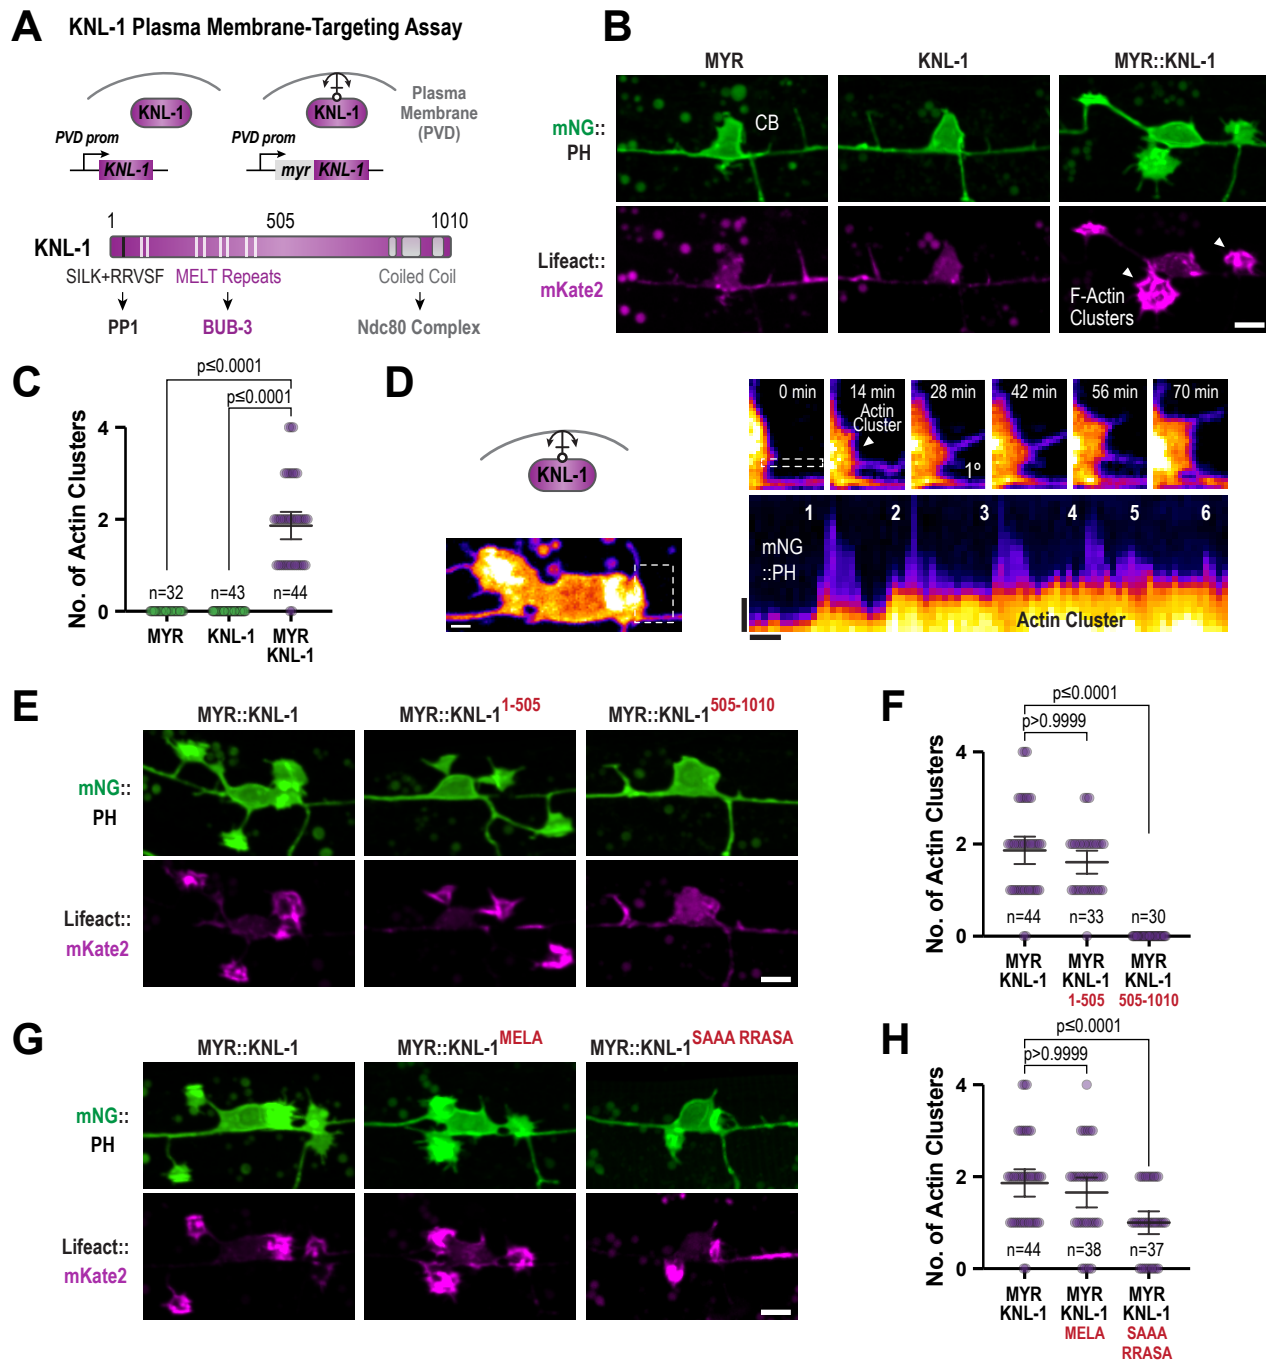 A KNL-1 Plasma Membrane-Targeting Assay
KNL-1
KNL-1
Plasma
Membrane
(PVD)
PVD prom
PVD prom
KNL-1
myr KNL-1
1 505 1010
KNL-1
SILK+RRVSF MELT Repeats Coiled Coil
PP1 BUB-3 Ndc80 Complex
B
MYR KNL-1 MYR::KNL-1
mNG::
PH
CB
Lifeact::
mKate2
F-Actin
Clusters
C
p≤0.0001
p≤0.0001
No. of Actin Clusters
4
2
0
n=32 n=43 n=44
MYR KNL-1 MYR
KNL-1
D
KNL-1
0 min 14 min 28 min 42 min 56 min 70 min
Actin
Cluster
1º
1 2 3 4 5 6
mNG
::PH
Actin Cluster
E
MYR::KNL-1 MYR::KNL-1 1-505 MYR::KNL-1 505-1010
mNG::
PH
Lifeact::
mKate2
F
p≤0.0001
p>0.9999
No. of Actin Clusters
4
2
0
n=44 n=33 n=30
MYR MYR MYR
KNL-1 KNL-1 KNL-1
1-505 505-1010
G
MYR::KNL-1 MYR::KNL-1 MELA MYR::KNL-1 SAAA RRASA
mNG::
PH
Lifeact::
mKate2
H
p≤0.0001
p>0.9999
No. of Actin Clusters
4
2
0
n=44 n=38 n=37
MYR MYR MYR
KNL-1 KNL-1 KNL-1
MELA SAAA
RRASA